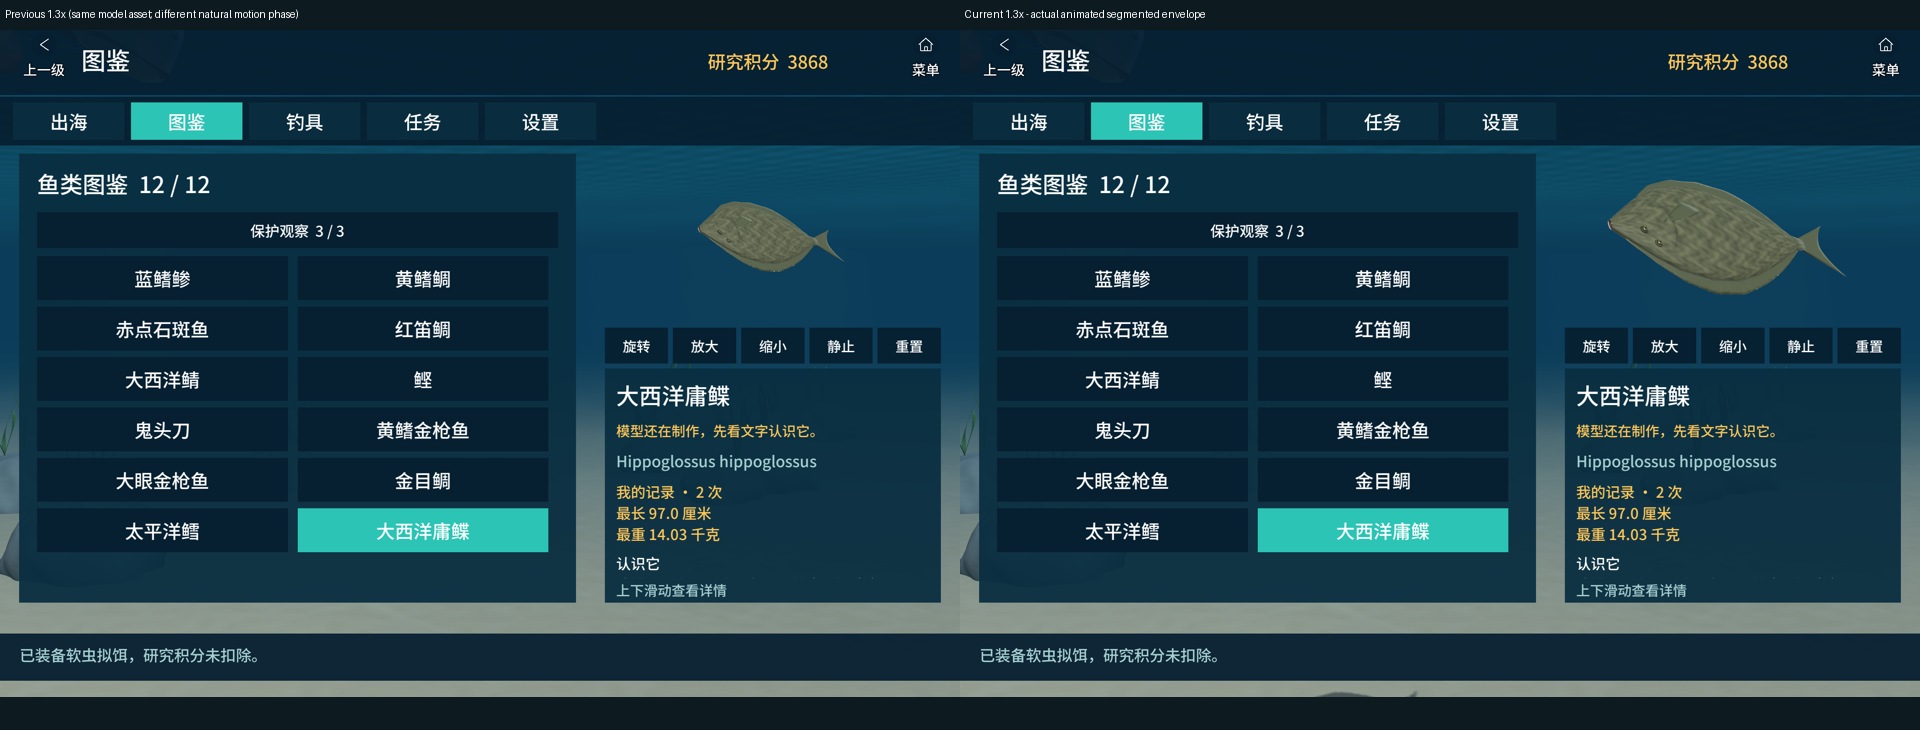 Previous 1.3x (same model asset; different natural motion phase)
上一级
图鉴
研究积分 3868
菜单
出海
图鉴
钓具
任务
设置
鱼类图鉴 12 / 12
保护观察 3 / 3
蓝鳍鲹
黄鳍鲷
赤点石斑鱼
红笛鲷
大西洋鲭
鲣
鬼头刀
黄鳍金枪鱼
大眼金枪鱼
金目鲷
太平洋鳕
大西洋庸鲽
旋转
放大
缩小
静止
重置
大西洋庸鲽
模型还在制作，先看文字认识它。
Hippoglossus hippoglossus
我的记录 · 2 次
最长 97.0 厘米
最重 14.03 千克
认识它
上下滑动查看详情
已装备软虫拟饵，研究积分未扣除。
Current 1.3x - actual animated segmented envelope
上一级
图鉴
研究积分 3868
菜单
出海
图鉴
钓具
任务
设置
鱼类图鉴 12 / 12
保护观察 3 / 3
蓝鳍鲹
黄鳍鲷
赤点石斑鱼
红笛鲷
大西洋鲭
鲣
鬼头刀
黄鳍金枪鱼
大眼金枪鱼
金目鲷
太平洋鳕
大西洋庸鲽
旋转
放大
缩小
静止
重置
大西洋庸鲽
模型还在制作，先看文字认识它。
Hippoglossus hippoglossus
我的记录 · 2 次
最长 97.0 厘米
最重 14.03 千克
认识它
上下滑动查看详情
已装备软虫拟饵，研究积分未扣除。